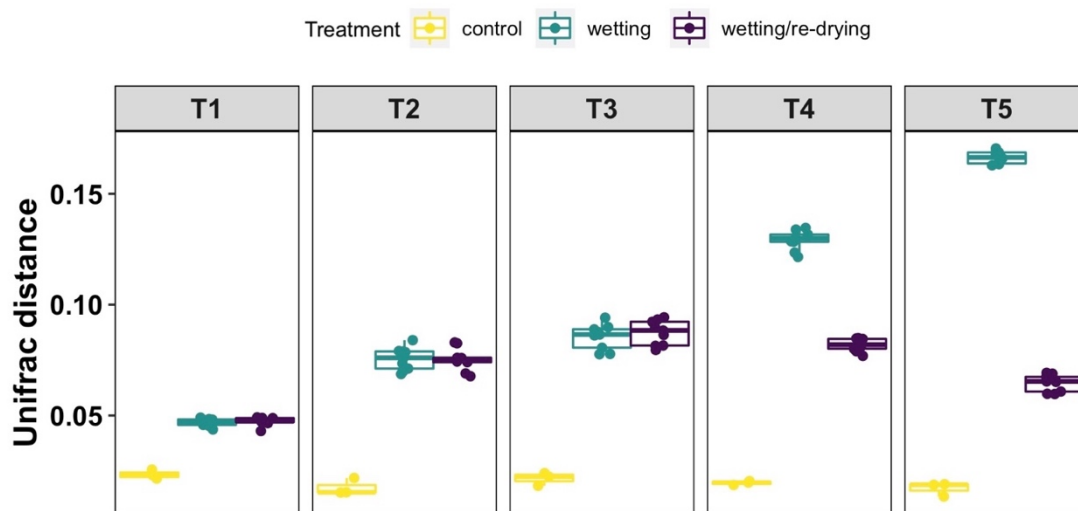 Treatment control wetting wetting/re-drying
T1 T2 T3 T4 T5
Unifrac distance
0.15
0.10
0.05